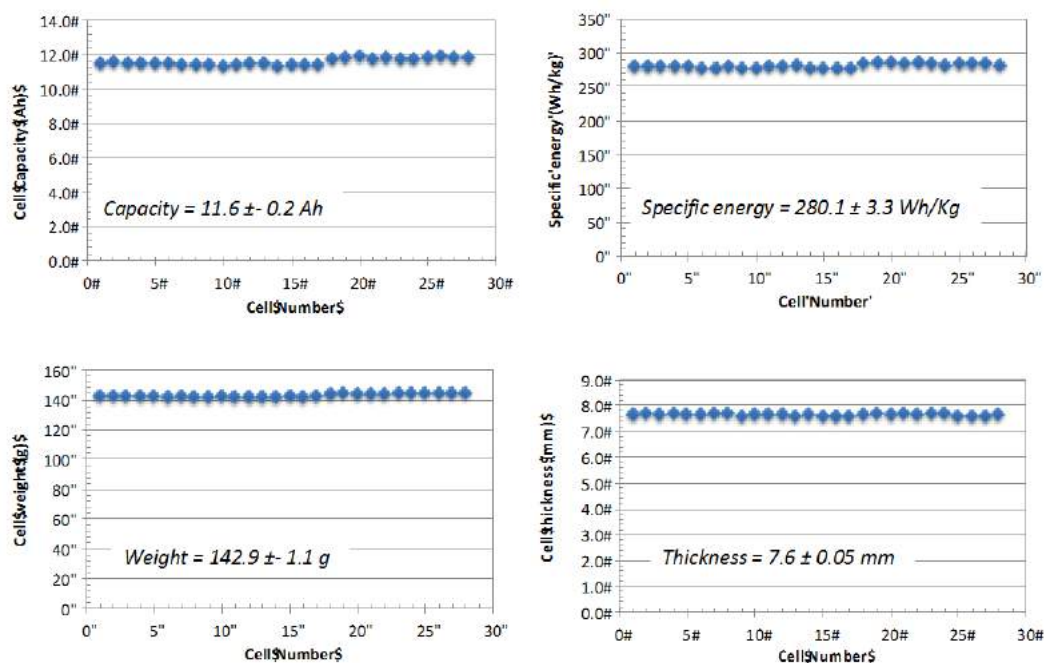 14.0#
12.0#
10.0#
8.0#
6.0#
4.0#
2.0#
0.0#
Cell$Capacity$(Ah)$
Capacity = 11.6 ±- 0.2 Ah
0# 5# 10# 15# 20# 25# 30#
Cell$Number$
350"
300"
250"
200"
150"
100"
50"
0"
Specific'energy'(Wh/kg)'
Specific energy = 280.1 ± 3.3 Wh/Kg
0" 5" 10" 15" 20" 25" 30"
Cell'Number'
160"
140"
120"
100"
80"
60"
40"
20"
0"
Cell$weight$(g)$
Weight = 142.9 ±- 1.1 g
0" 5" 10" 15" 20" 25" 30"
Cell$Number$
9.0#
8.0#
7.0#
6.0#
5.0#
4.0#
3.0#
2.0#
1.0#
0.0#
Cell$thickness$(mm)$
Thickness = 7.6 ± 0.05 mm
0# 5# 10# 15# 20# 25# 30#
Cell$Number$